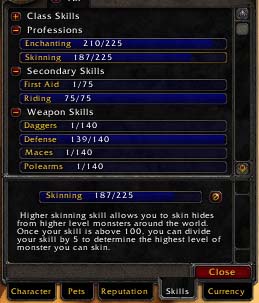 Class Skills
Professions
Enchanting 210/225
Skinning 187/225
Secondary Skills
First Aid 1/75
Riding 75/75
Weapon Skills
Daggers 1/140
Defense 139/140
Maces 1/140
Polearms 1/140
Skinning 187/225
Higher skinning skill allows you to skin hides
from higher level monsters around the world.
Once your skill is above 100, you can divide
your skill by 5 to determine the highest level of
monster you can skin.
Close
Character Pets Reputation Skills Currency